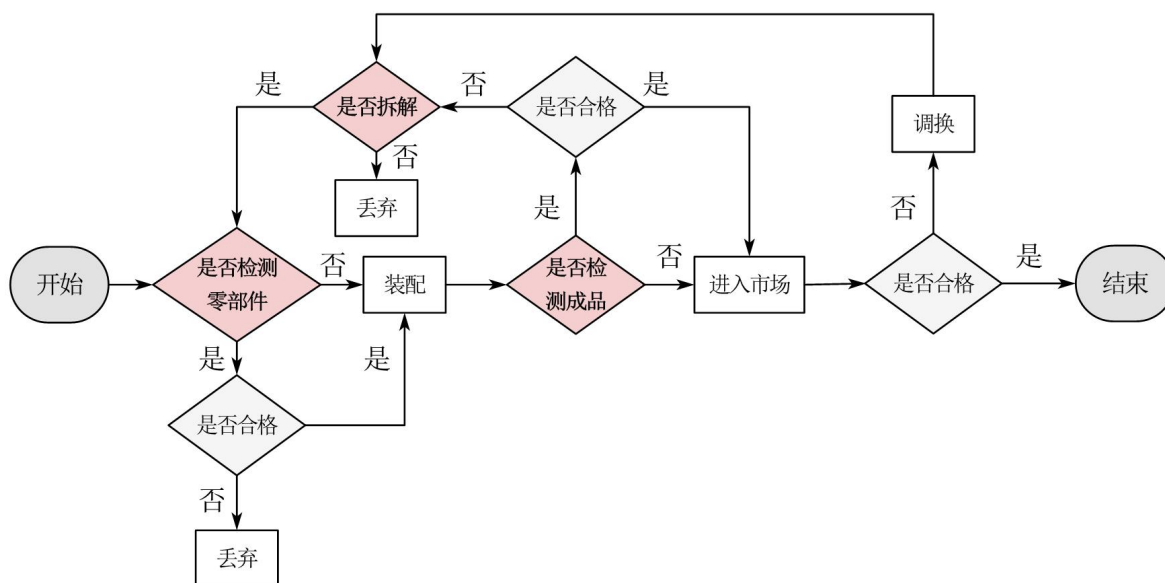 是
是否拆解
否
是否合格
是
调换
否
丢弃
是
否
开始
是否检测
零部件
否
装配
是否检
测成品
否
进入市场
是否合格
是
结束
是
是
是否合格
否
丢弃